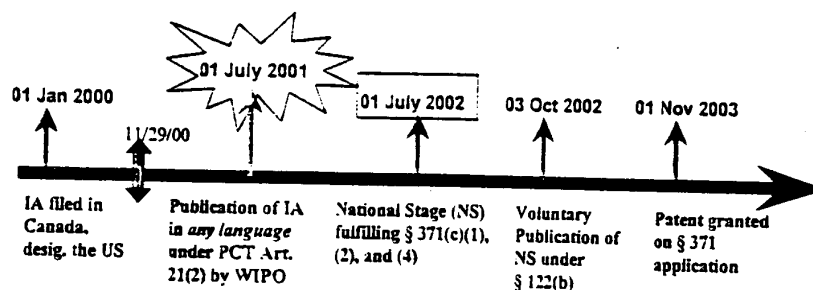 01 July 2001
01 Jan 2000
01 July 2002
03 Oct 2002
01 Nov 2003
11/29/00
IA filed in
Canada,
desig. the US
Publication of IA
in any language
under PCT Art.
21(2) by WIPO
National Stage (NS)
fulfilling § 371(c)(1),
(2), and (4)
Voluntary
Publication of
NS under
§ 122(b)
Patent granted
on § 371
application